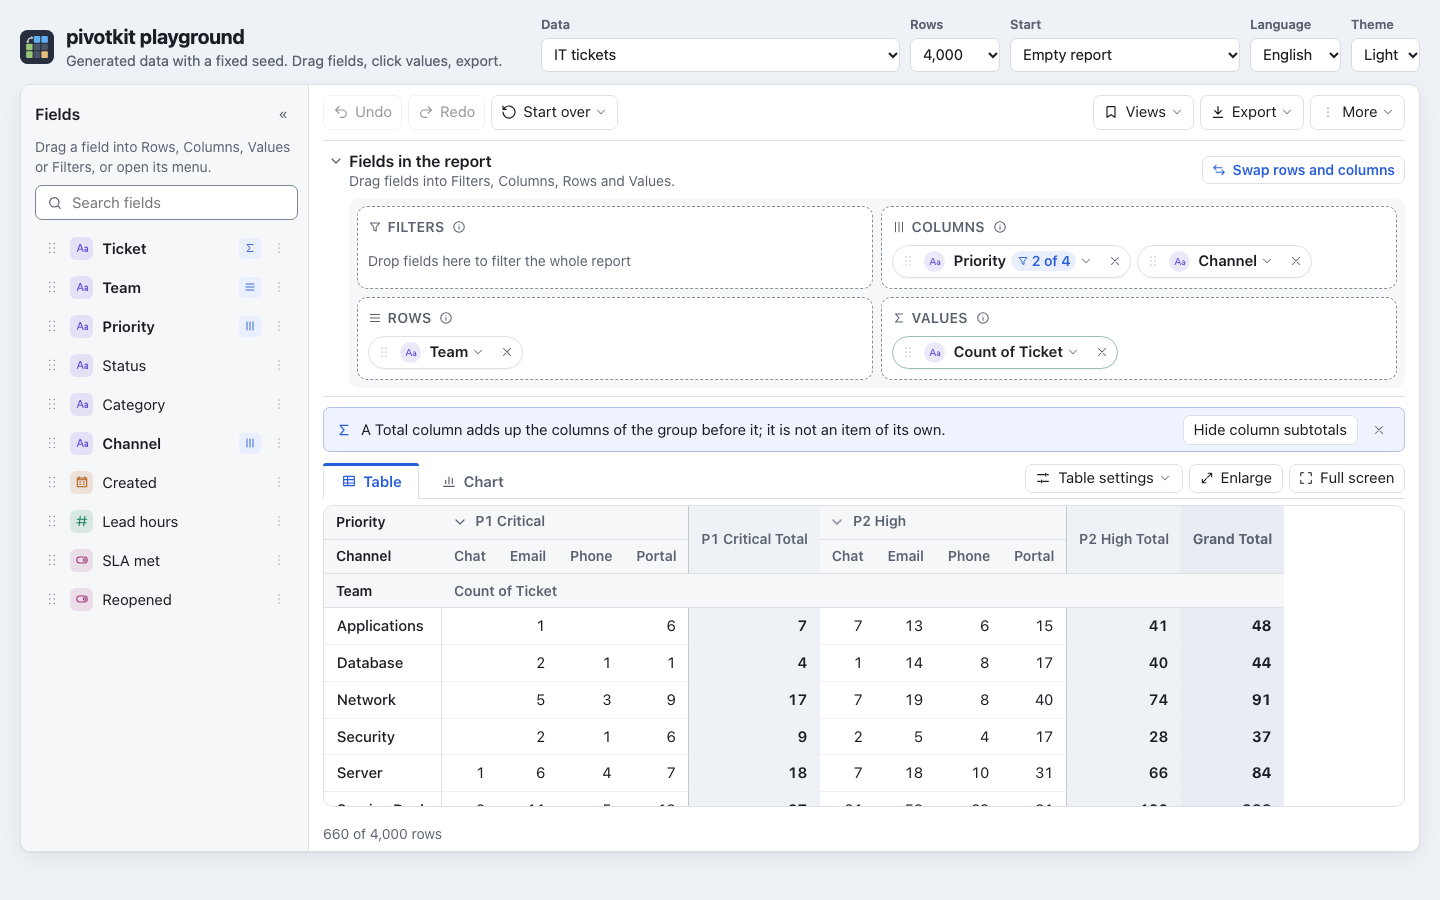 pivotkit playground
Generated data with a fixed seed. Drag fields, click values, export.
Data
IT tickets
Rows
4,000
Start
Empty report
Language
English
Theme
Light
Fields
«
Drag a field into Rows, Columns, Values
or Filters, or open its menu.
Search fields
Aa Ticket Σ
Aa Team
Aa Priority
Aa Status
Aa Category
Aa Channel
Created
# Lead hours
SLA met
Reopened
Undo
Redo
Start over
Views
Export
More
Fields in the report
Drag fields into Filters, Columns, Rows and Values.
Swap rows and columns
FILTERS
Drop fields here to filter the whole report
COLUMNS
Aa Priority 2 of 4
Aa Channel
ROWS
Aa Team
Σ VALUES
Aa Count of Ticket
Σ A Total column adds up the columns of the group before it; it is not an item of its own.
Hide column subtotals
Table
Chart
Table settings
Enlarge
Full screen
Priority P1 Critical P1 Critical Total P2 High P2 High Total Grand Total
Channel Chat Email Phone Portal Chat Email Phone Portal
Team Count of Ticket
Applications 1 6 7 7 13 6 15 41 48
Database 2 1 1 4 1 14 8 17 40 44
Network 5 3 9 17 7 19 8 40 74 91
Security 2 1 6 9 2 5 4 17 28 37
Server 1 6 4 7 18 7 18 10 31 66 84
660 of 4,000 rows